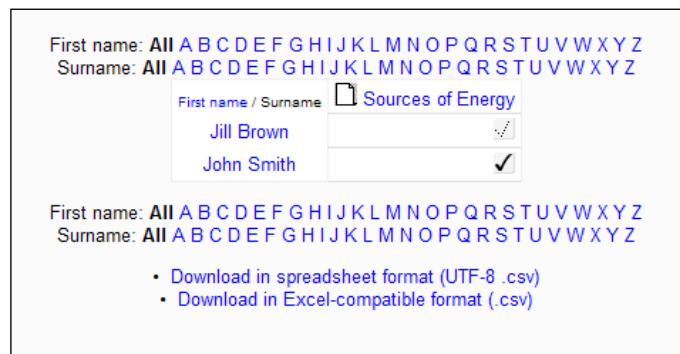 First name: All A B C D E F G H I J K L M N O P Q R S T U V W X Y Z
Surname: All A B C D E F G H I J K L M N O P Q R S T U V W X Y Z
First name / Surname Sources of Energy
Jill Brown
John Smith
First name: All A B C D E F G H I J K L M N O P Q R S T U V W X Y Z
Surname: All A B C D E F G H I J K L M N O P Q R S T U V W X Y Z
• Download in spreadsheet format (UTF-8 .csv)
• Download in Excel-compatible format (.csv)